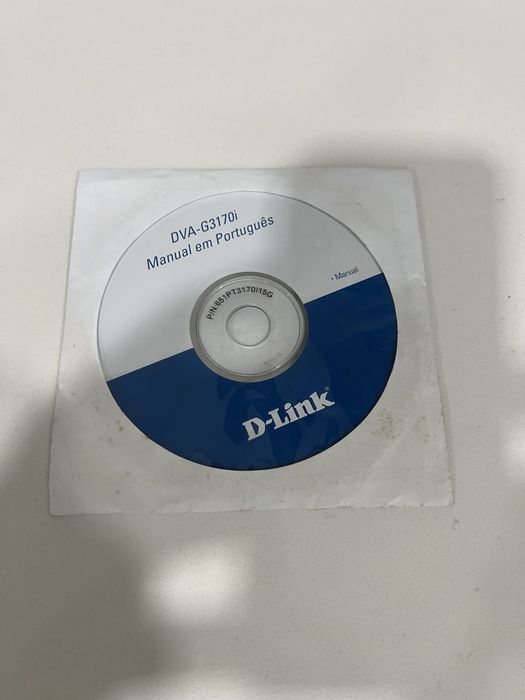 DVA-G3170i
Manual em Português
• Manual
P/N 651PT3170I15G
D-Link